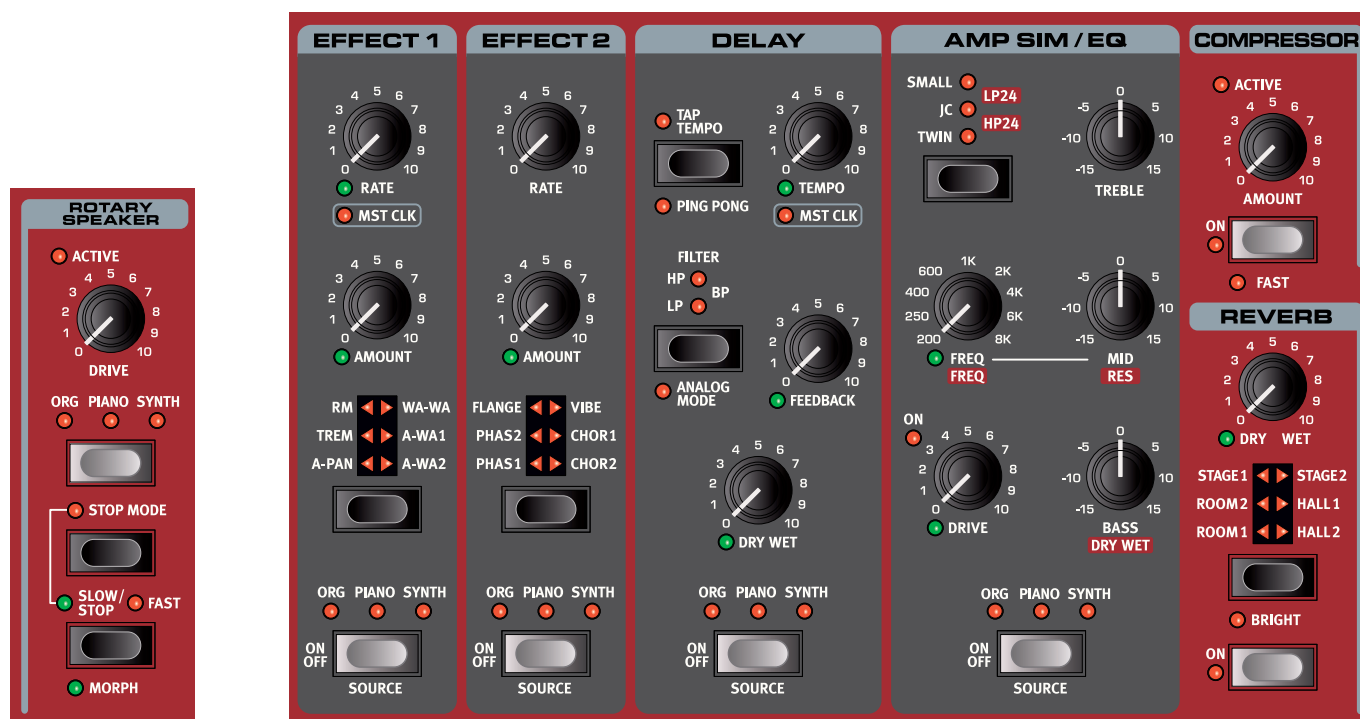 ROTARY
SPEAKER
ACTIVE
0 1 2 3 4 5 6 7 8 9 10
DRIVE
ORG PIANO SYNTH
STOP MODE
SLOW/
STOP
FAST
MORPH
EFFECT 1
0 1 2 3 4 5 6 7 8 9 10
RATE
MST CLK
0 1 2 3 4 5 6 7 8 9 10
AMOUNT
RM WA-WA
TREM A-WA1
A-PAN A-WA2
ORG PIANO SYNTH
ON
OFF
SOURCE
EFFECT 2
0 1 2 3 4 5 6 7 8 9 10
RATE
0 1 2 3 4 5 6 7 8 9 10
AMOUNT
FLANGE VIBE
PHAS2 CHOR1
PHAS1 CHOR2
ORG PIANO SYNTH
ON
OFF
SOURCE
DELAY
TAP
TEMPO
PING PONG
0 1 2 3 4 5 6 7 8 9 10
TEMPO
MST CLK
FILTER
HP
BP
LP
ANALOG
MODE
0 1 2 3 4 5 6 7 8 9 10
FEEDBACK
0 1 2 3 4 5 6 7 8 9 10
DRY WET
ORG PIANO SYNTH
ON
OFF
SOURCE
AMP SIM / EQ
SMALL
LP24
JC
HP24
TWIN
-15 -10 -5 0 5 10 15
TREBLE
200 250 400 600 1K 2K 4K 6K 8K
FREQ
FREQ
-15 -10 -5 0 5 10 15
MID
RES
ON
0 1 2 3 4 5 6 7 8 9 10
DRIVE
-15 -10 -5 0 5 10 15
BASS
DRY WET
ORG PIANO SYNTH
ON
OFF
SOURCE
COMPRESSOR
ACTIVE
0 1 2 3 4 5 6 7 8 9 10
AMOUNT
ON
FAST
REVERB
0 1 2 3 4 5 6 7 8 9 10
DRY WET
STAGE1 STAGE2
ROOM2 HALL1
ROOM1 HALL2
BRIGHT
ON